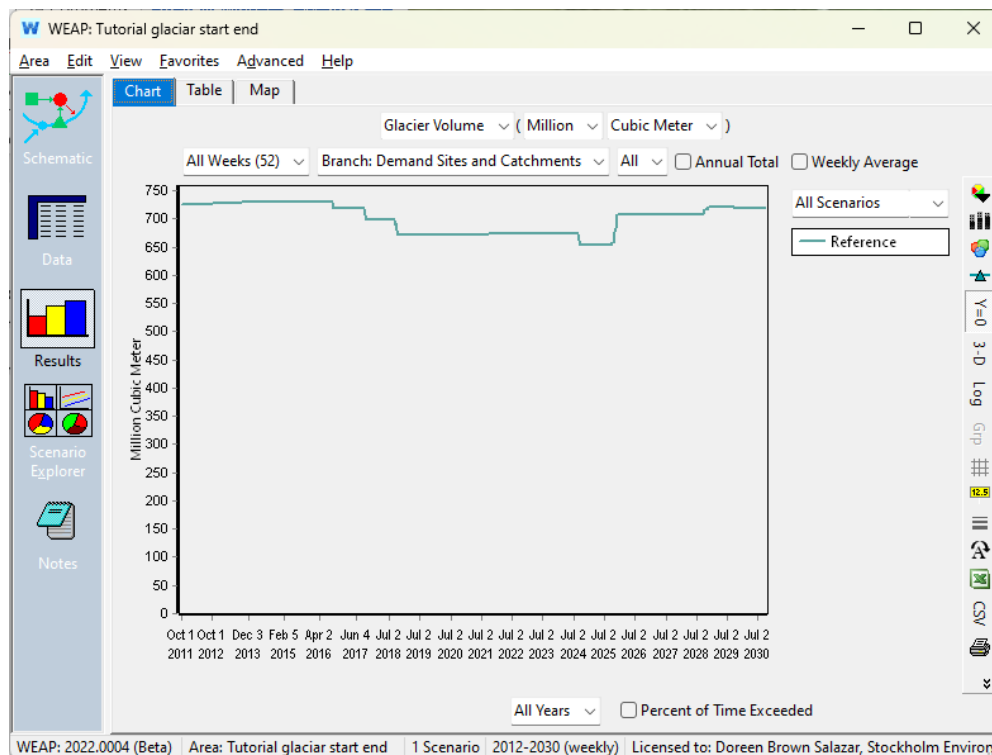 WEAP: Tutorial glaciar start end
Area Edit View Favorites Advanced Help
Chart Table Map
Glacier Volume ( Million Cubic Meter )
All Weeks (52) Branch: Demand Sites and Catchments All Annual Total Weekly Average
Schematic
Data
Results
Scenario
Explorer
Notes
All Scenarios
Reference
Million Cubic Meter
750
700
650
600
550
500
450
400
350
300
250
200
150
100
50
0
Oct 1 Oct 1 Dec 3 Feb 5 Apr 2 Jun 4 Jul 2 Jul 2 Jul 2 Jul 2 Jul 2 Jul 2 Jul 2 Jul 2 Jul 2 Jul 2 Jul 2 Jul 2 Jul 2
2011 2012 2013 2015 2016 2017 2018 2019 2020 2021 2022 2023 2024 2025 2026 2027 2028 2029 2030
Y=0
3-D
Log
Grp
12.5
A
CSV
All Years Percent of Time Exceeded
WEAP: 2022.0004 (Beta) Area: Tutorial glaciar start end 1 Scenario 2012-2030 (weekly) Licensed to: Doreen Brown Salazar, Stockholm Environ